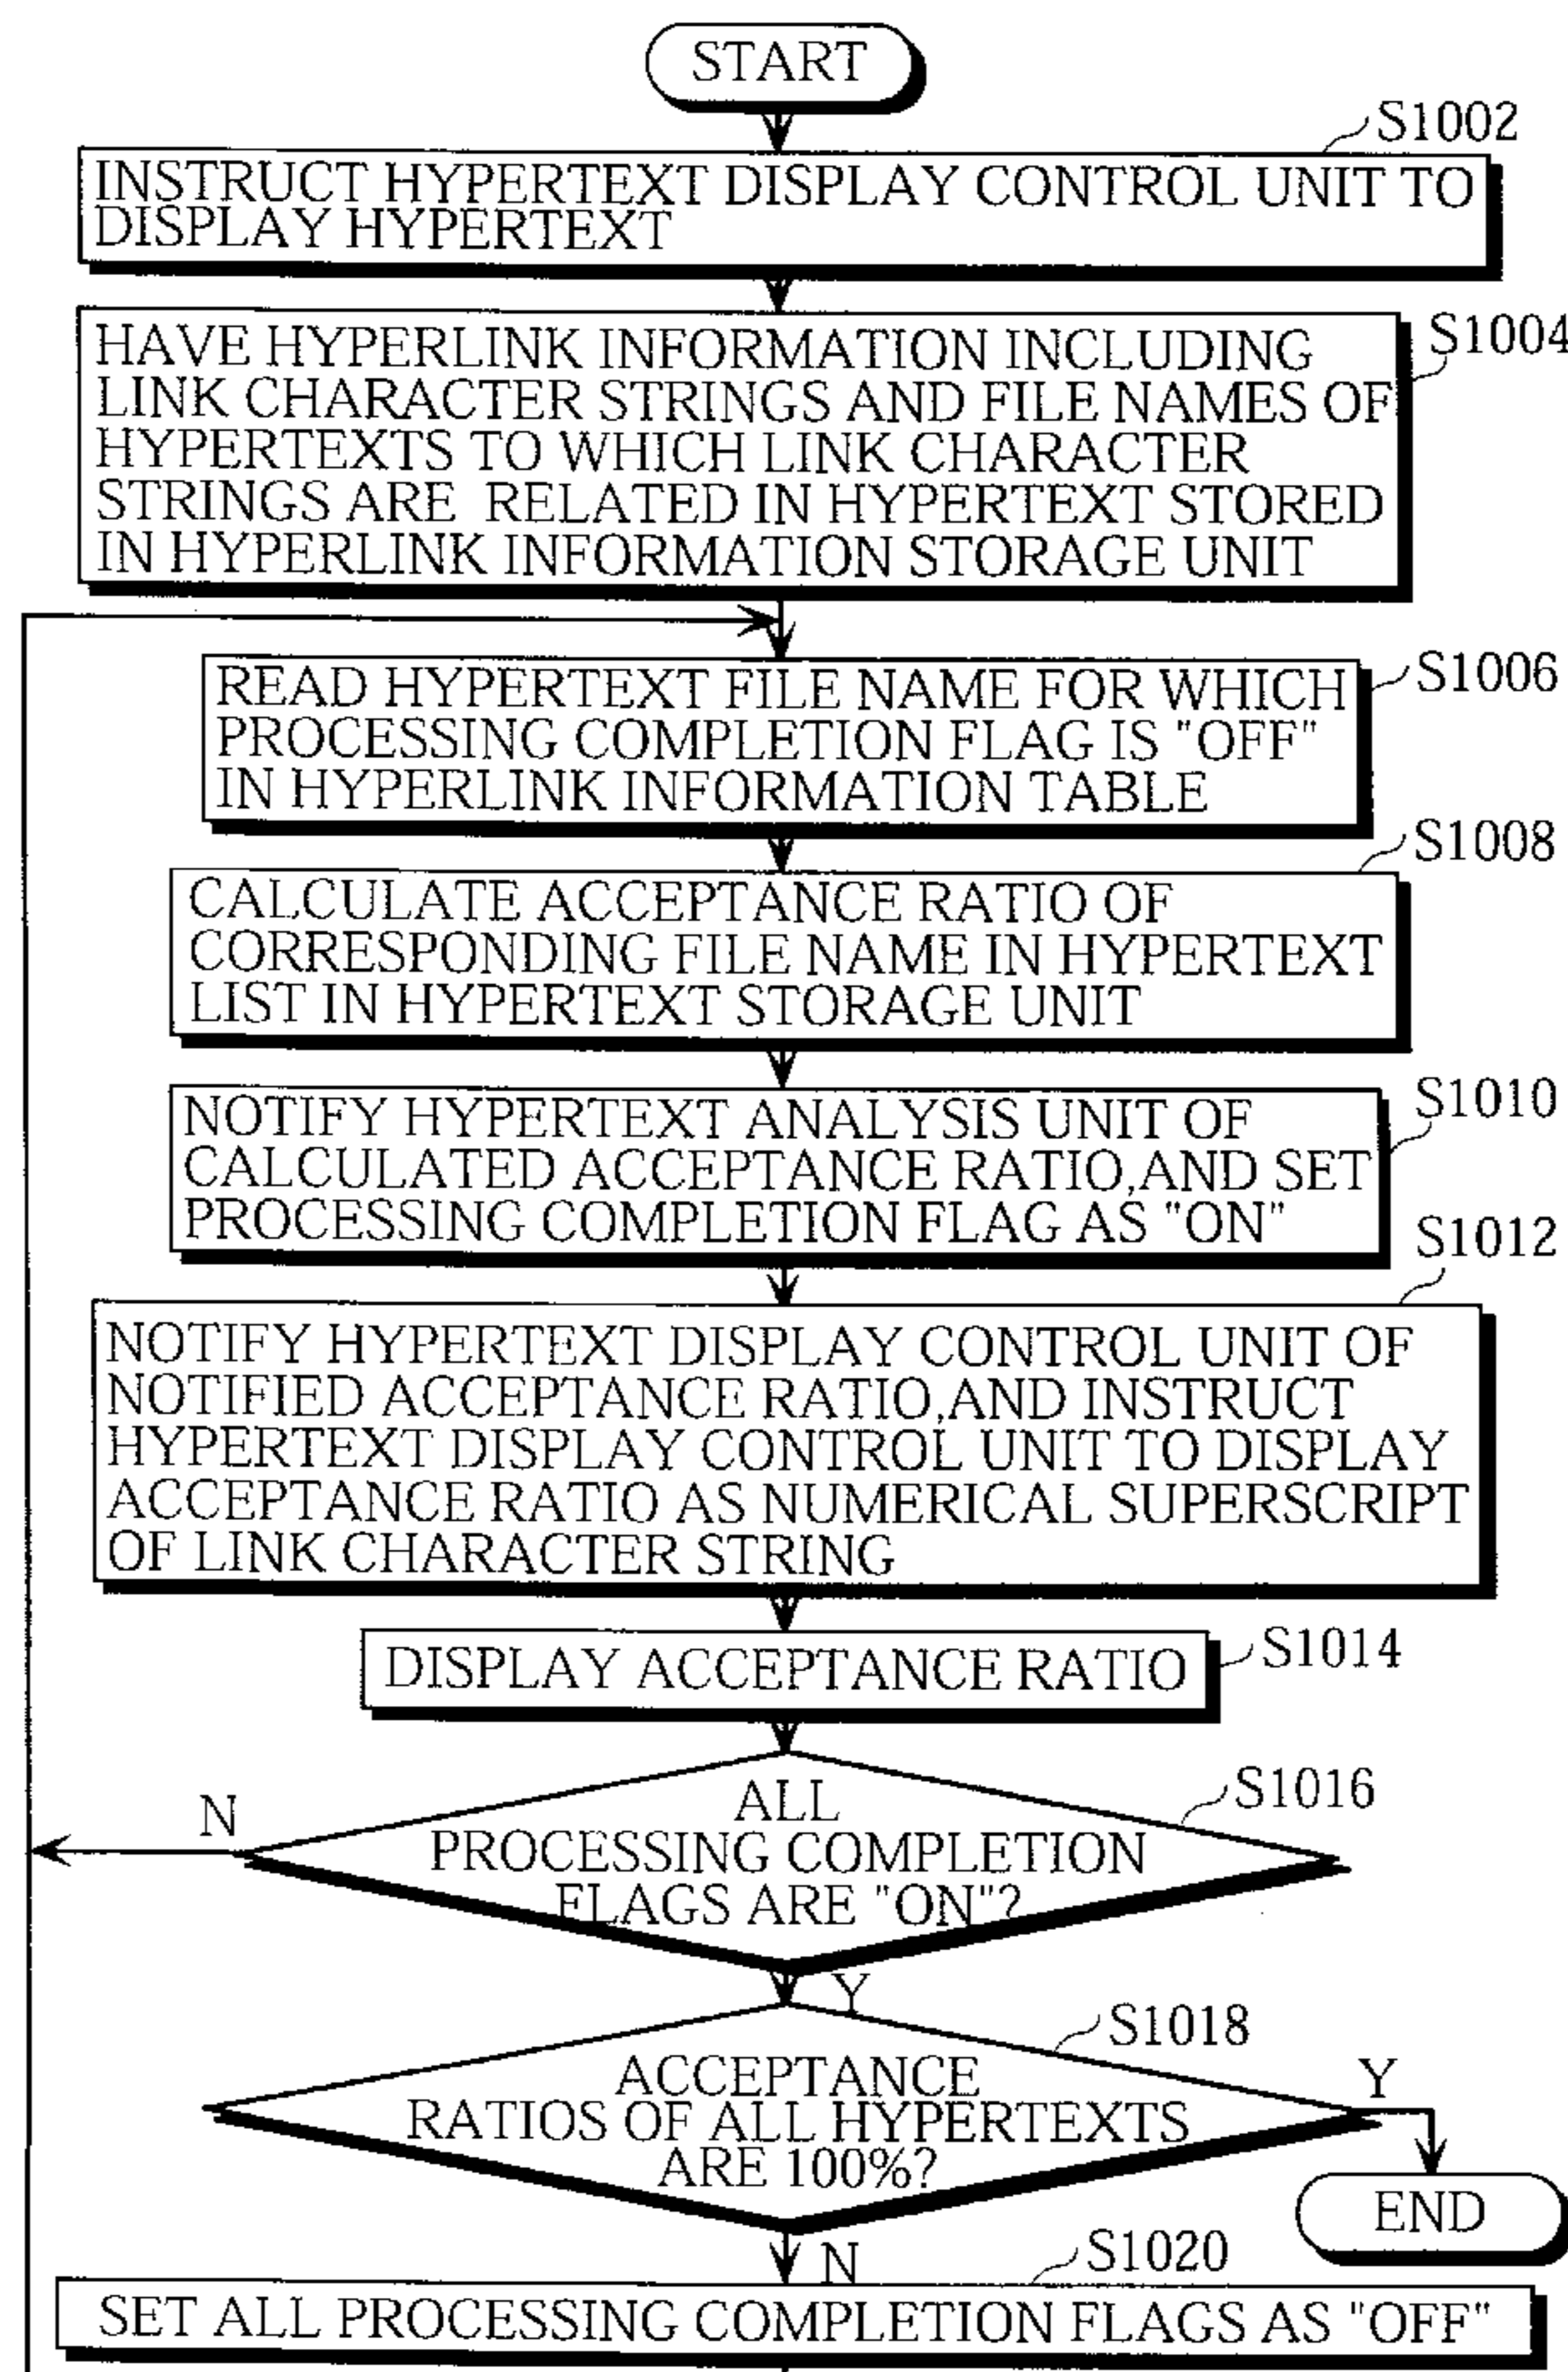 START
S1002
INSTRUCT HYPERTEXT DISPLAY CONTROL UNIT TO
DISPLAY HYPERTEXT
S1004
HAVE HYPERLINK INFORMATION INCLUDING
LINK CHARACTER STRINGS AND FILE NAMES OF
HYPERTEXTS TO WHICH LINK CHARACTER
STRINGS ARE RELATED IN HYPERTEXT STORED
IN HYPERLINK INFORMATION STORAGE UNIT
S1006
READ HYPERTEXT FILE NAME FOR WHICH
PROCESSING COMPLETION FLAG IS "OFF"
IN HYPERLINK INFORMATION TABLE
S1008
CALCULATE ACCEPTANCE RATIO OF
CORRESPONDING FILE NAME IN HYPERTEXT
LIST IN HYPERTEXT STORAGE UNIT
S1010
NOTIFY HYPERTEXT ANALYSIS UNIT OF
CALCULATED ACCEPTANCE RATIO,AND SET
PROCESSING COMPLETION FLAG AS "ON"
S1012
NOTIFY HYPERTEXT DISPLAY CONTROL UNIT OF
NOTIFIED ACCEPTANCE RATIO,AND INSTRUCT
HYPERTEXT DISPLAY CONTROL UNIT TO DISPLAY
ACCEPTANCE RATIO AS NUMERICAL SUPERSCRIPT
OF LINK CHARACTER STRING
DISPLAY ACCEPTANCE RATIO
S1014
S1016
N
ALL
PROCESSING COMPLETION
FLAGS ARE "ON"?
Y
S1018
ACCEPTANCE
RATIOS OF ALL HYPERTEXTS
ARE 100%?
Y
END
N
S1020
SET ALL PROCESSING COMPLETION FLAGS AS "OFF"